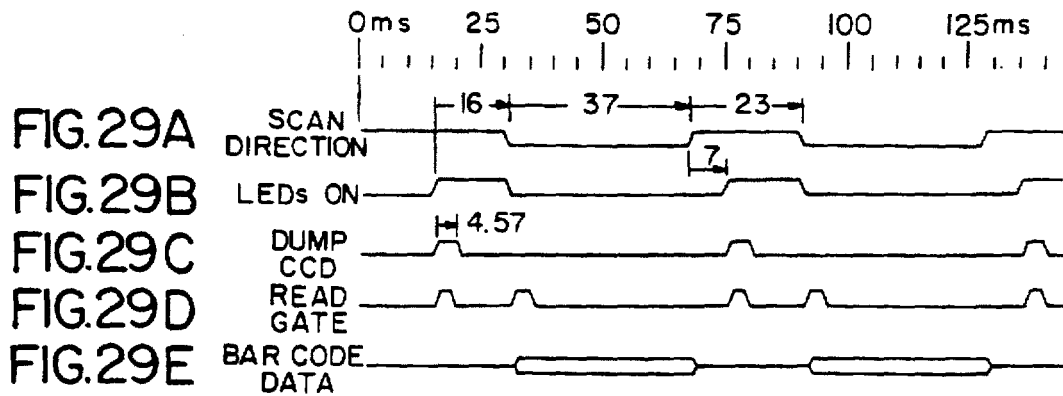 0ms 25 50 75 100 125ms
16 37 23
FIG.29A SCAN DIRECTION
7
FIG.29B LEDs ON
4.57
FIG.29C DUMP CCD
FIG.29D READ GATE
FIG.29E BAR CODE DATA